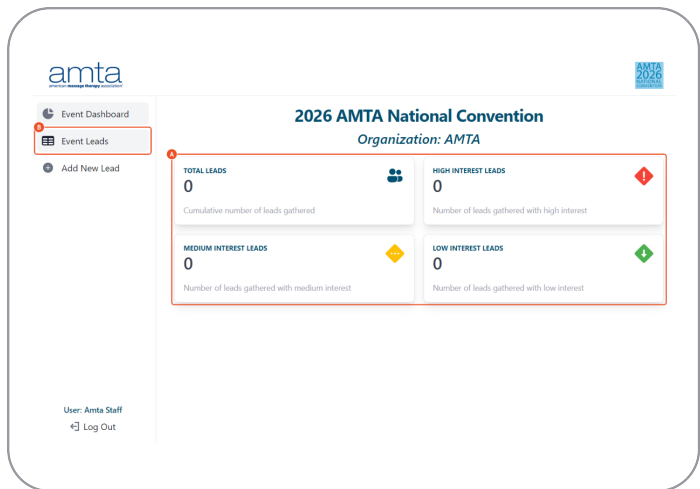 amta
american massage therapy association
AMTA
2026
NATIONAL
CONVENTION
Event Dashboard
B
Event Leads
Add New Lead
2026 AMTA National Convention
Organization: AMTA
A
TOTAL LEADS
0
Cumulative number of leads gathered
HIGH INTEREST LEADS
0
Number of leads gathered with high interest
MEDIUM INTEREST LEADS
0
Number of leads gathered with medium interest
LOW INTEREST LEADS
0
Number of leads gathered with low interest
User: Amta Staff
Log Out